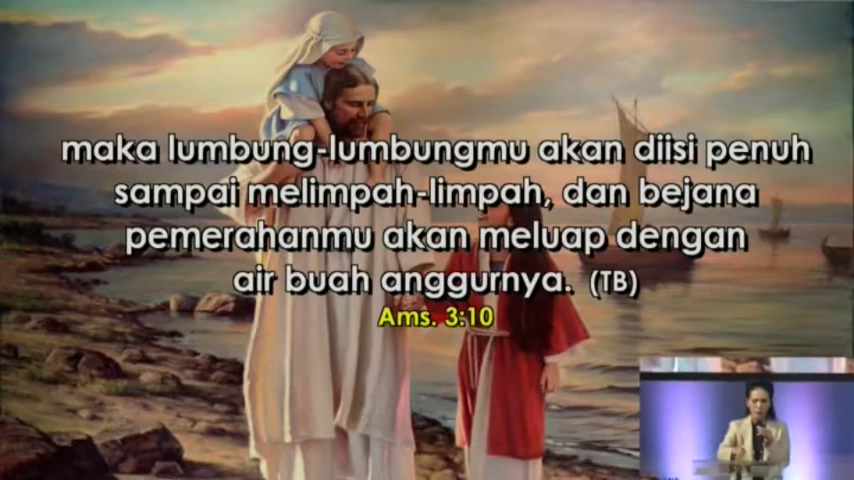 maka lumbung-lumbungmu akan diisi penuh
sampai melimpah-limpah, dan bejana
pemerahanmu akan meluap dengan
air buah anggurnya. (TB)
Ams. 3:10